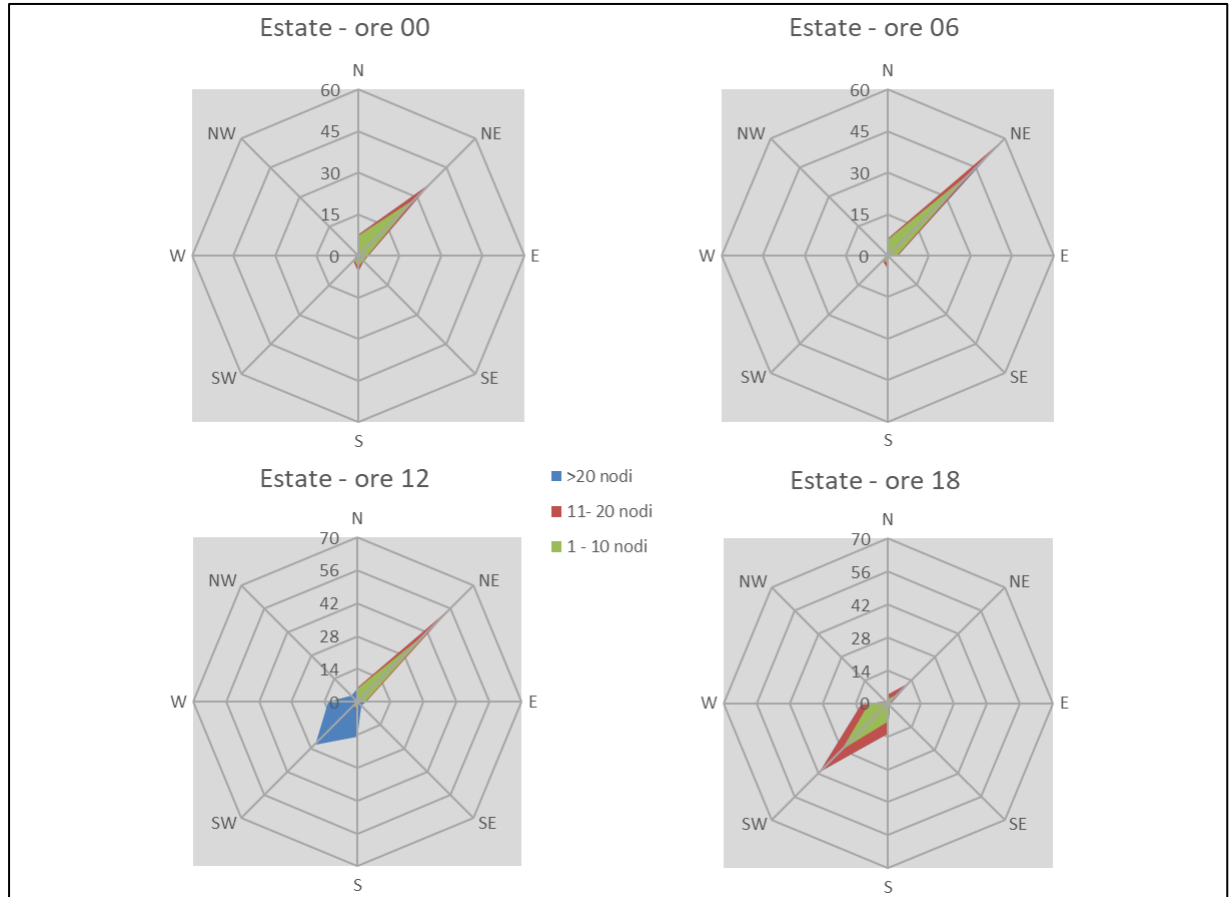 Estate - ore 00
N
60
NW
45
NE
30
15
W
0
E
SW
SE
S
Estate - ore 06
N
60
NW
45
NE
30
15
W
0
E
SW
SE
S
Estate - ore 12
N
70
NW
56
NE
42
28
14
W
0
E
SW
SE
S
>20 nodi
11- 20 nodi
1 - 10 nodi
Estate - ore 18
N
70
NW
56
NE
42
28
14
W
0
E
SW
SE
S